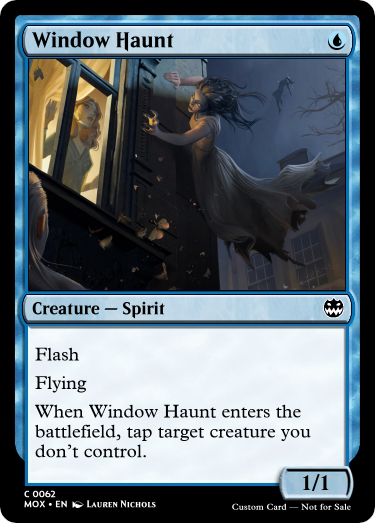 Window Haunt
Creature — Spirit
Flash
Flying
When Window Haunt enters the
battlefield, tap target creature you
don't control.
1/1
C 0062
MOX • EN Lauren Nichols
Custom Card — Not for Sale